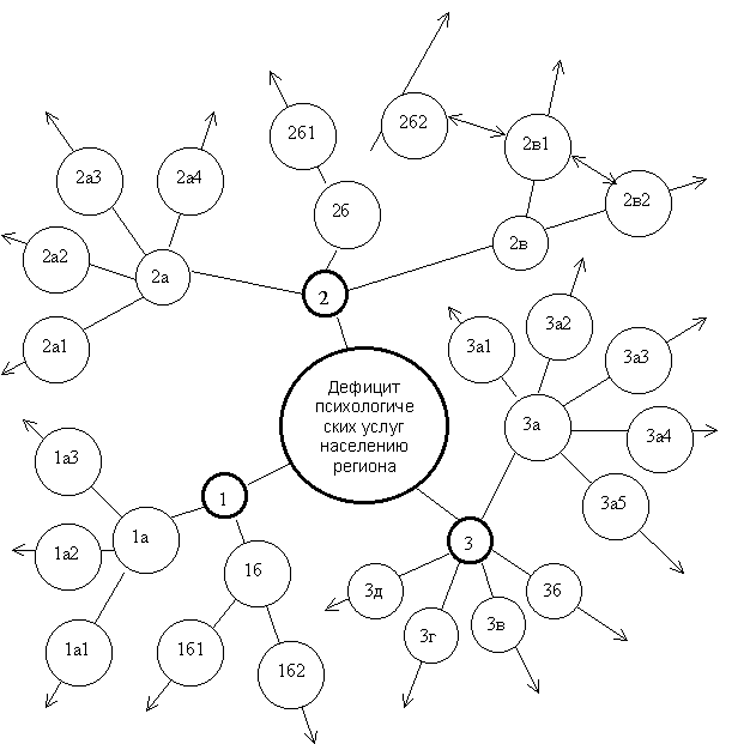 2б2
2б1
2в1
2а3
2а4
2в2
2б
2а2
2в
2а
2
3а2
2а1
3а1
3а3
Дефицит
психологиче
ских услуг
населению
региона
3а
3а4
1а3
1
3а5
1а
3
1а2
1б
3д
3б
3г
3в
1а1
1б1
1б2